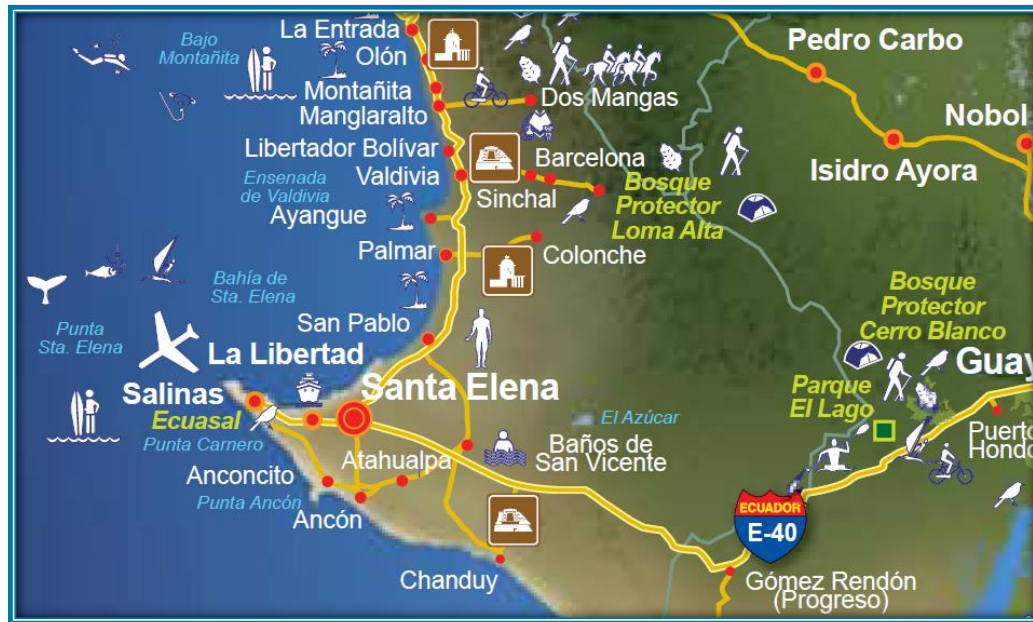 La Entrada
Bajo
Montañita
Olón
Pedro Carbo
Montañita
Manglaralto
Dos Mangas
Nobol
Libertador Bolívar
Barcelona
Isidro Ayora
Valdivia
Ensenada
de Valdivia
Sinchal
Bosque
Protector
Loma Alta
Ayangue
Palmar
Colonche
Bahía de
Sta. Elena
Bosque
Protector
Cerro Blanco
Punta
Sta. Elena
San Pablo
La Libertad
Guay
Salinas
Santa Elena
Parque
El Lago
Ecuasal
El Azúcar
Puerto
Hondo
Punta Carnero
Baños de
San Vicente
Atahualpa
Anconcito
Punta Ancón
Ancón
ECUADOR
E-40
Chanduy
Gómez Rendón
(Progreso)